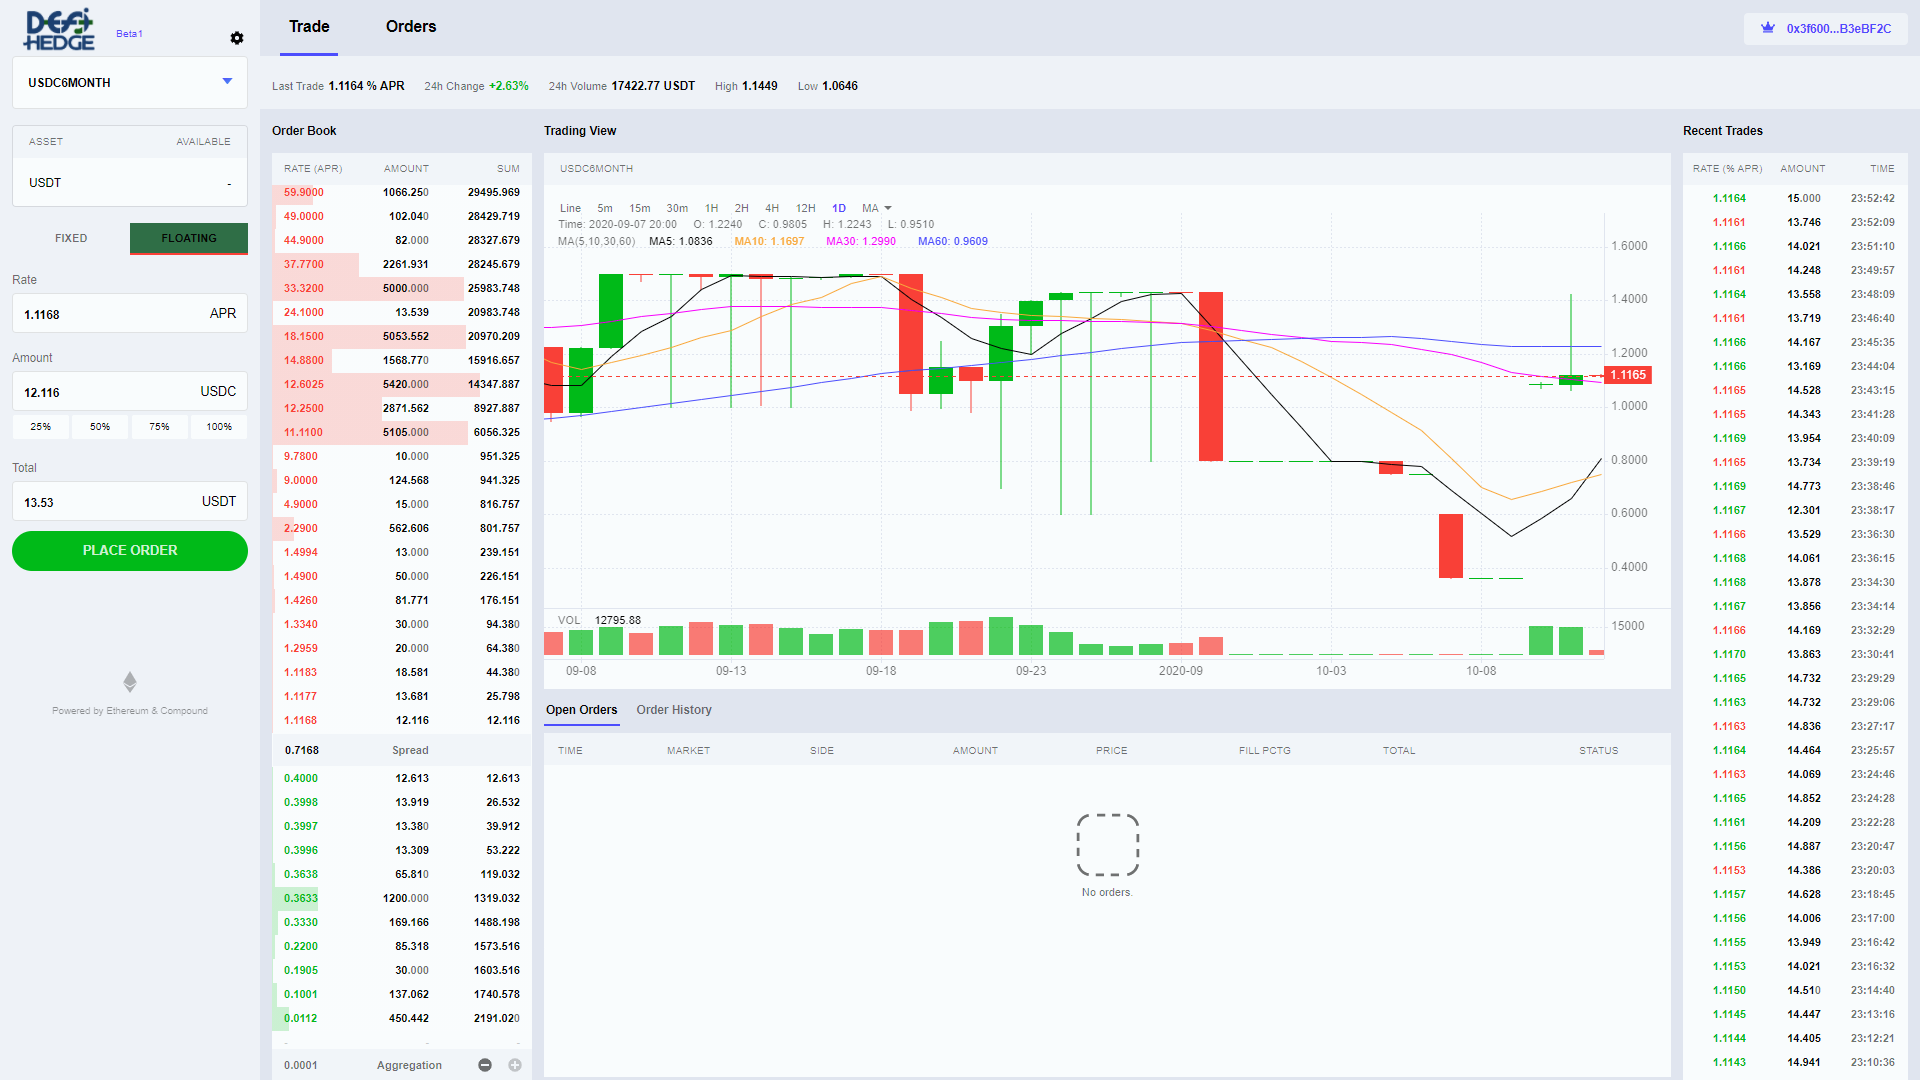 DEFI HEDGE
Beta1
USDC6MONTH
ASSET AVAILABLE
USDT -
FIXED FLOATING
Rate
1.1168 APR
Amount
12.116 USDC
25% 50% 75% 100%
Total
13.53 USDT
PLACE ORDER
Powered by Ethereum & Compound
Trade Orders
0x3f600...B3eBF2C
Last Trade 1.1164 % APR 24h Change +2.63% 24h Volume 17422.77 USDT High 1.1449 Low 1.0646
Order Book
RATE (APR) AMOUNT SUM
59.9000 1066.250 29495.969
49.0000 102.040 28429.719
44.9000 82.000 28327.679
37.7700 2261.931 28245.679
33.3200 5000.000 25983.748
24.1000 13.539 20983.748
18.1500 5053.552 20970.209
14.8800 1568.770 15916.657
12.6025 5420.000 14347.887
12.2500 2871.562 8927.887
11.1100 5105.000 6056.325
9.7800 10.000 951.325
9.0000 124.568 941.325
4.9000 15.000 816.757
2.2900 562.606 801.757
1.4994 13.000 239.151
1.4900 50.000 226.151
1.4260 81.771 176.151
1.3340 30.000 94.380
1.2959 20.000 64.380
1.1183 18.581 44.380
1.1177 13.681 25.798
1.1168 12.116 12.116
0.7168 Spread
0.4000 12.613 12.613
0.3998 13.919 26.532
0.3997 13.380 39.912
0.3996 13.309 53.222
0.3638 65.810 119.032
0.3633 1200.000 1319.032
0.3330 169.166 1488.198
0.2200 85.318 1573.516
0.1905 30.000 1603.516
0.1001 137.062 1740.578
0.0112 450.442 2191.020
- - -
0.0001 Aggregation
Trading View
USDC6MONTH
Line 5m 15m 30m 1H 2H 4H 12H 1D MA
Time: 2020-09-07 20:00 O: 1.2240 C: 0.9805 H: 1.2243 L: 0.9510
MA(5,10,30,60) MA5: 1.0836 MA10: 1.1697 MA30: 1.2990 MA60: 0.9609
1.6000
1.4000
1.2000
1.1165
1.0000
0.8000
0.6000
0.4000
VOL 12795.88
15000
09-08 09-13 09-18 09-23 2020-09 10-03 10-08
Open Orders Order History
TIME MARKET SIDE AMOUNT PRICE FILL PCTG TOTAL STATUS
No orders.
Recent Trades
RATE (% APR) AMOUNT TIME
1.1164 15.000 23:52:42
1.1161 13.746 23:52:09
1.1166 14.021 23:51:10
1.1161 14.248 23:49:57
1.1164 13.558 23:48:09
1.1161 13.719 23:46:40
1.1166 14.167 23:45:35
1.1166 13.169 23:44:04
1.1165 14.528 23:43:15
1.1165 14.343 23:41:28
1.1169 13.954 23:40:09
1.1165 13.734 23:39:19
1.1169 14.773 23:38:46
1.1167 12.301 23:38:17
1.1166 13.529 23:36:30
1.1168 14.061 23:36:15
1.1168 13.878 23:34:30
1.1167 13.856 23:34:14
1.1166 14.169 23:32:29
1.1170 13.863 23:30:41
1.1165 14.732 23:29:29
1.1163 14.732 23:29:06
1.1163 14.836 23:27:17
1.1164 14.464 23:25:57
1.1163 14.069 23:24:46
1.1165 14.852 23:24:28
1.1161 14.209 23:22:28
1.1156 14.887 23:20:47
1.1153 14.386 23:20:03
1.1157 14.628 23:18:45
1.1156 14.006 23:17:00
1.1155 13.949 23:16:42
1.1153 14.021 23:16:32
1.1150 14.510 23:14:40
1.1145 14.447 23:13:16
1.1144 14.405 23:12:21
1.1143 14.941 23:10:36